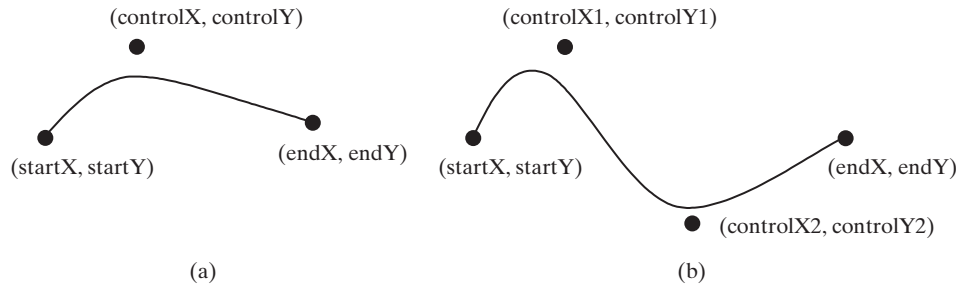 (controlX, controlY)
(startX, startY)
(endX, endY)
(a)
(controlX1, controlY1)
(startX, startY)
(endX, endY)
(controlX2, controlY2)
(b)